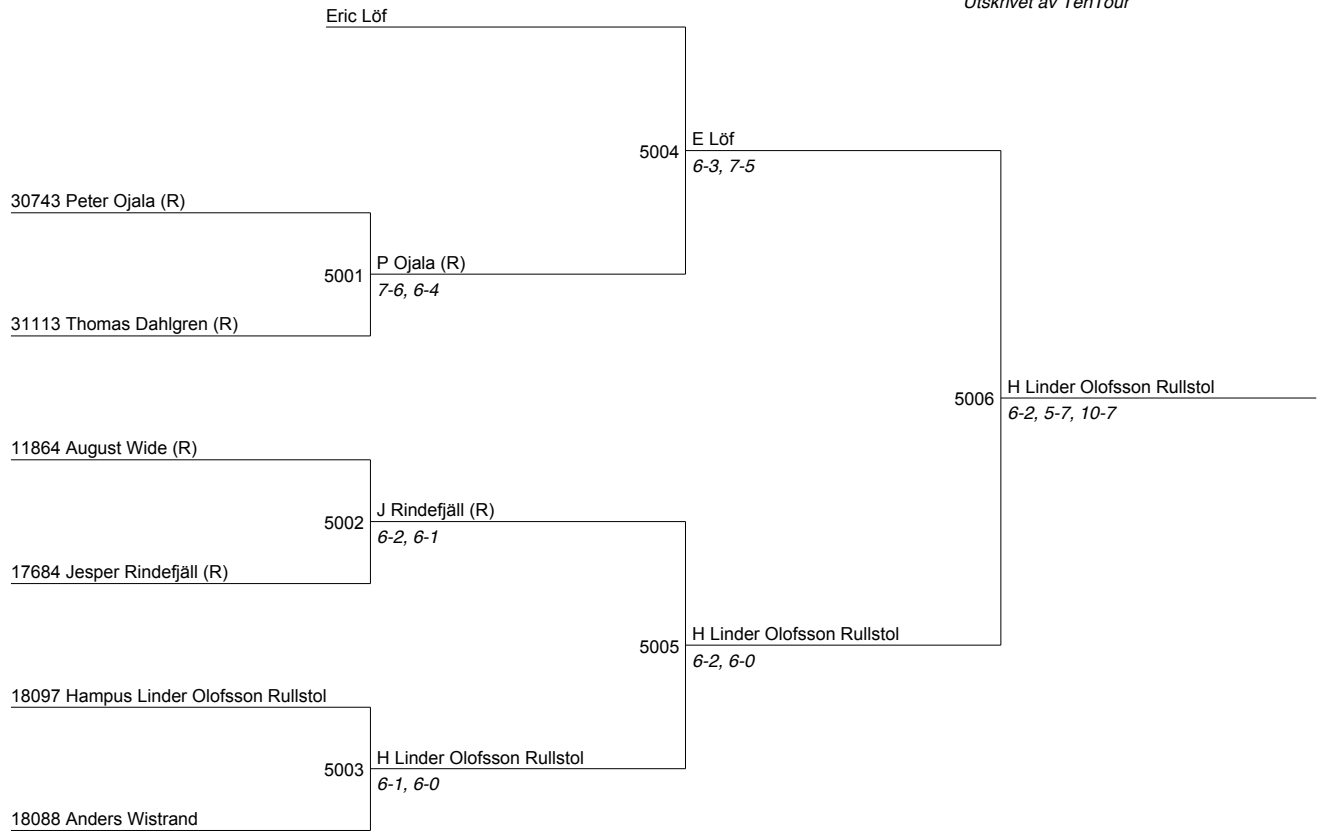 Utskrivet av TenTour
Eric Löf
5004 E Löf
6-3, 7-5
30743 Peter Ojala (R)
5001 P Ojala (R)
7-6, 6-4
31113 Thomas Dahlgren (R)
5006 H Linder Olofsson Rullstol
6-2, 5-7, 10-7
11864 August Wide (R)
5002 J Rindefjäll (R)
6-2, 6-1
17684 Jesper Rindefjäll (R)
5005 H Linder Olofsson Rullstol
6-2, 6-0
18097 Hampus Linder Olofsson Rullstol
5003 H Linder Olofsson Rullstol
6-1, 6-0
18088 Anders Wistrand